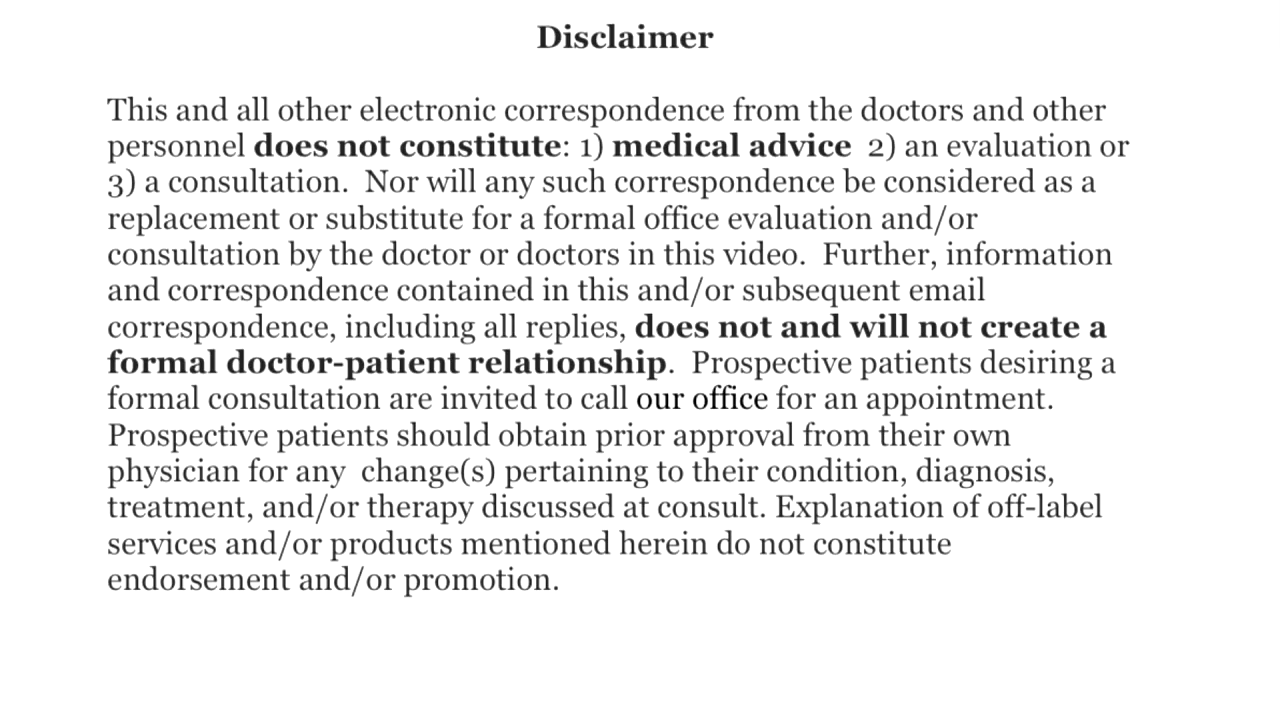 Disclaimer
This and all other electronic correspondence from the doctors and other
personnel does not constitute: 1) medical advice  2) an evaluation or
3) a consultation.  Nor will any such correspondence be considered as a
replacement or substitute for a formal office evaluation and/or
consultation by the doctor or doctors in this video.  Further, information
and correspondence contained in this and/or subsequent email
correspondence, including all replies, does not and will not create a
formal doctor-patient relationship.  Prospective patients desiring a
formal consultation are invited to call our office for an appointment.
Prospective patients should obtain prior approval from their own
physician for any  change(s) pertaining to their condition, diagnosis,
treatment, and/or therapy discussed at consult. Explanation of off-label
services and/or products mentioned herein do not constitute
endorsement and/or promotion.